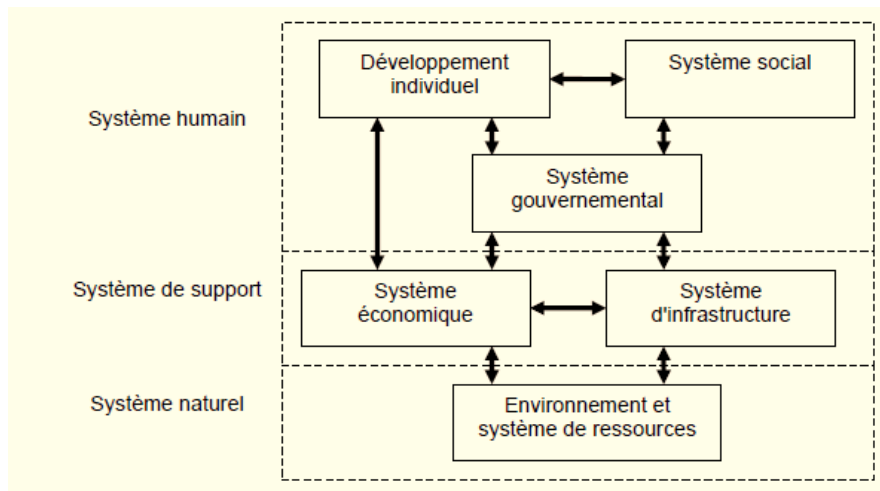 Développement
individuel
Système social
Système humain
Système
gouvernemental
Système de support
Système
économique
Système
d'infrastructure
Système naturel
Environnement et
système de ressources